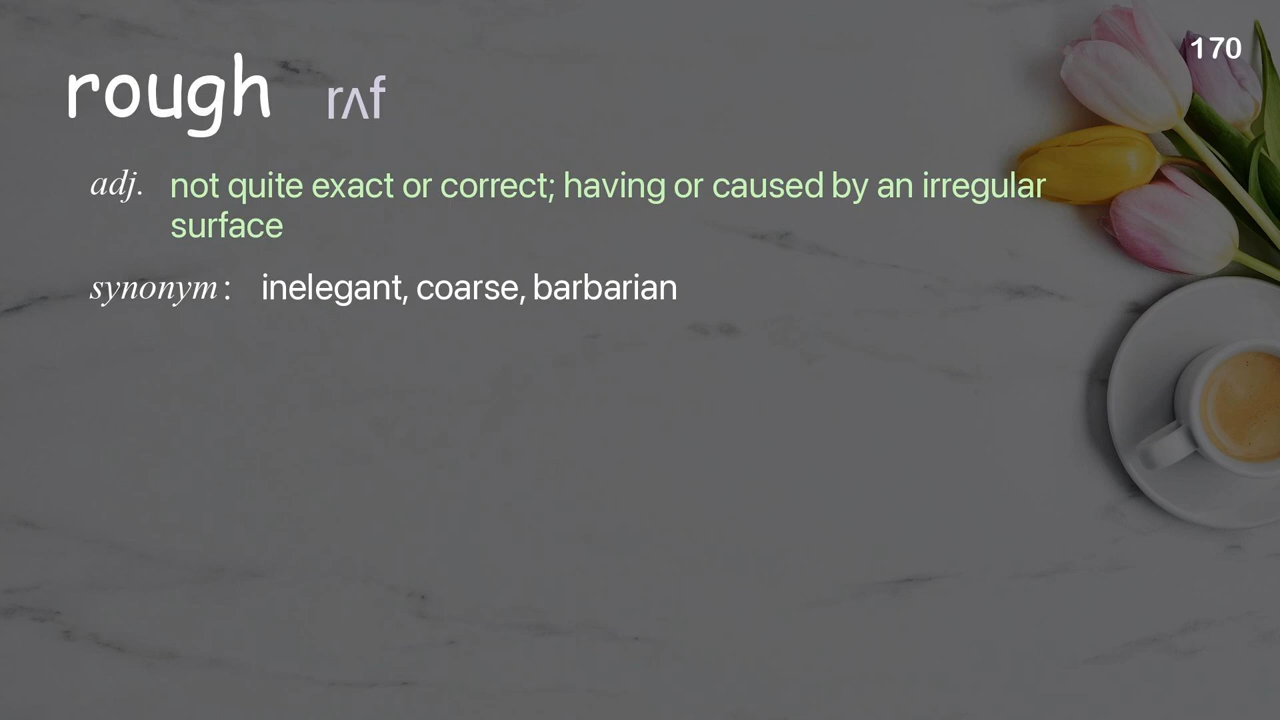 170
rough rʌf
adj. not quite exact or correct; having or caused by an irregular
surface
synonym: inelegant, coarse, barbarian